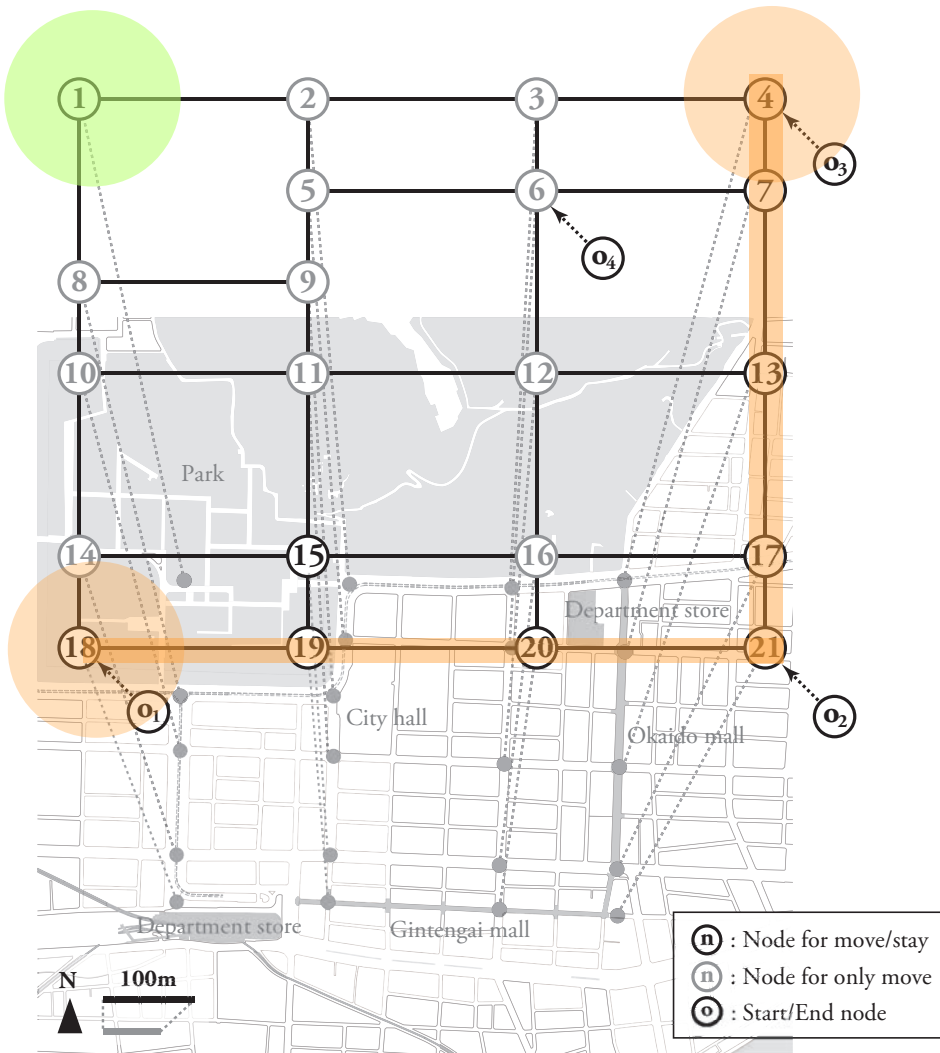 1 2 3 4
o3
5 6 7
o4
8 9
10 11 12 13
Park
14 15 16 17
Department store
18 19 20 21
o1 o2
City hall
Okaido mall
Department store
Gintengai mall
N 100m
n : Node for move/stay
n : Node for only move
o : Start/End node